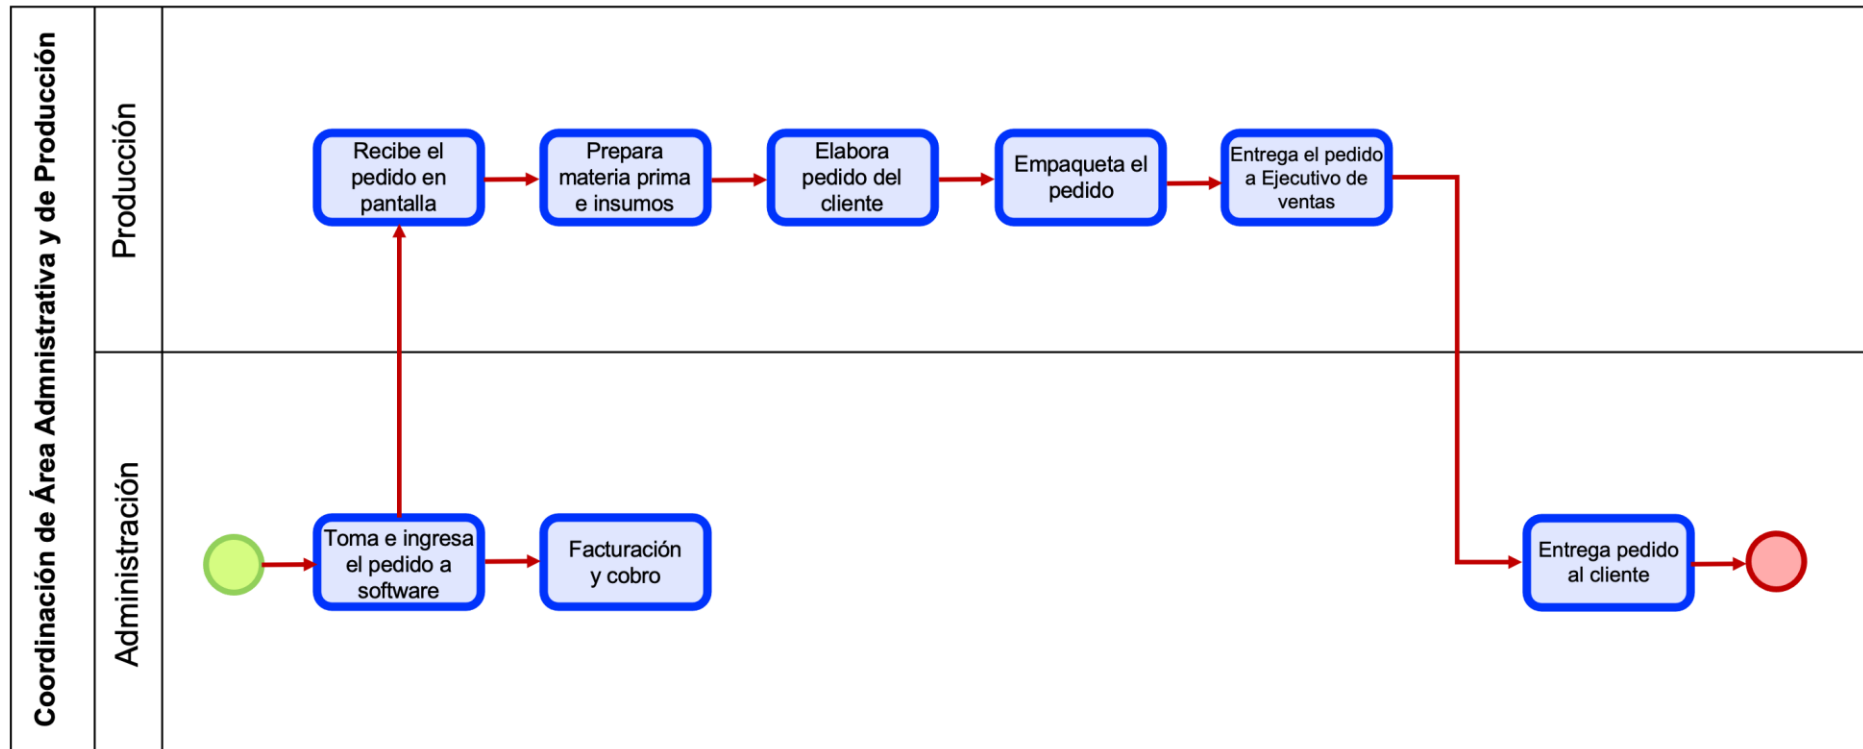 Coordinación de Área Admnistrativa y de Producción
Producción
Recibe el
pedido en
pantalla
Prepara
materia prima
e insumos
Elabora
pedido del
cliente
Empaqueta el
pedido
Entrega el pedido
a Ejecutivo de
ventas
Administración
Toma e ingresa
el pedido a
software
Facturación
y cobro
Entrega pedido
al cliente